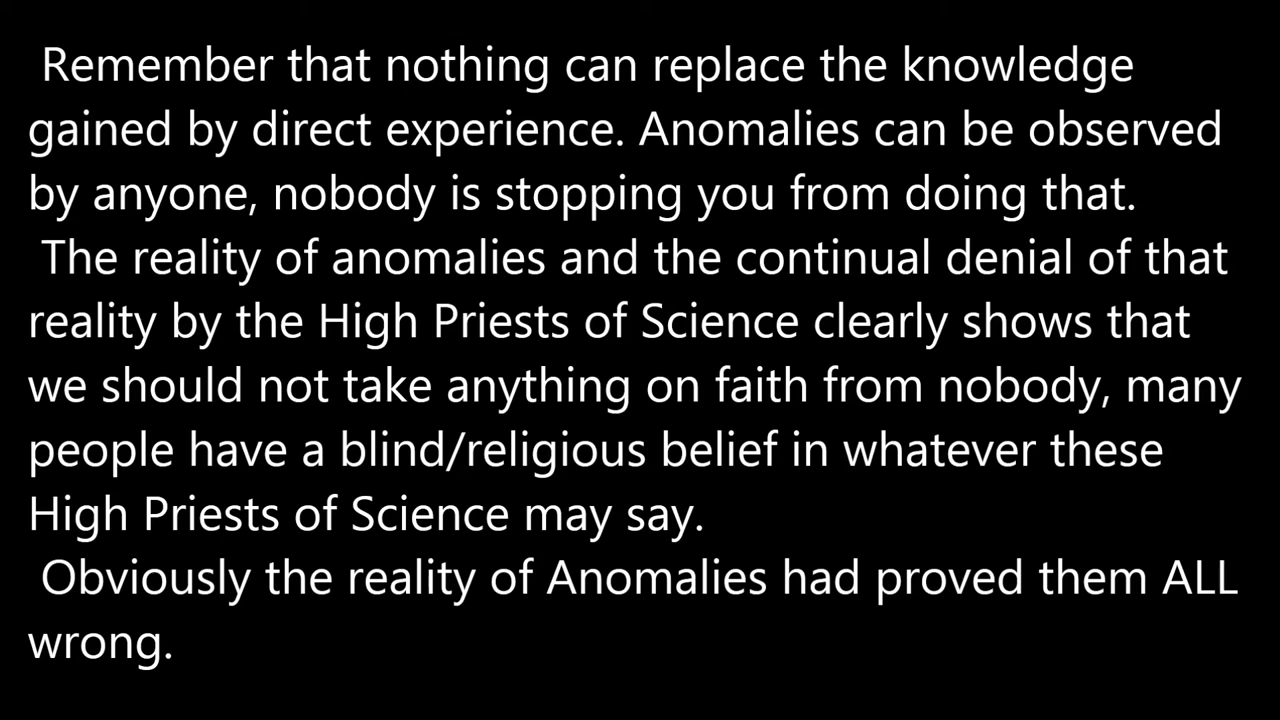 Remember that nothing can replace the knowledge
gained by direct experience. Anomalies can be observed
by anyone, nobody is stopping you from doing that.
The reality of anomalies and the continual denial of that
reality by the High Priests of Science clearly shows that
we should not take anything on faith from nobody, many
people have a blind/religious belief in whatever these
High Priests of Science may say.
Obviously the reality of Anomalies had proved them ALL
wrong.